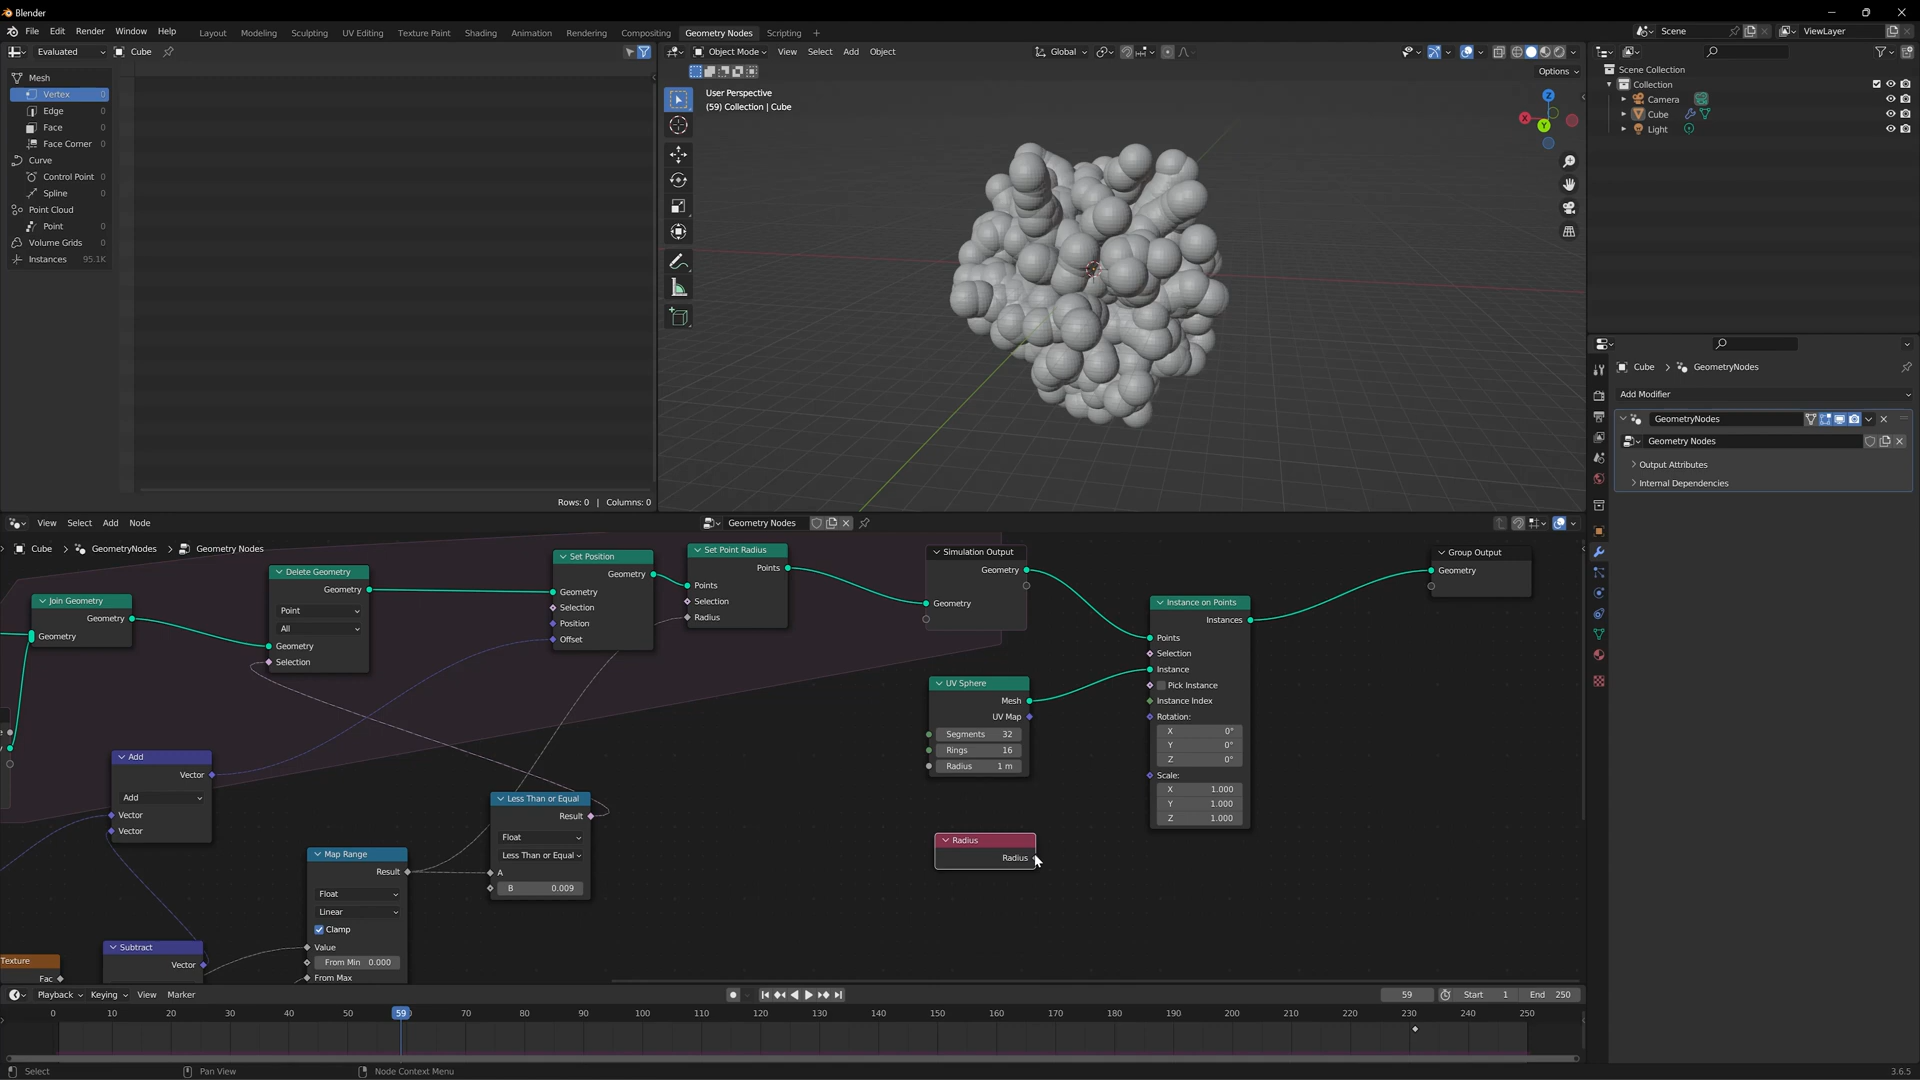 Blender
File Edit Render Window Help
Layout Modeling Sculpting UV Editing Texture Paint Shading Animation Rendering Compositing Geometry Nodes Scripting +
Scene
ViewLayer
Evaluated
Cube
Object Mode View Select Add Object
Global
Options
Mesh
Vertex 0
Edge 0
Face 0
Face Corner 0
Curve
Control Point 0
Spline 0
Point Cloud
Point 0
Volume Grids 0
Instances 95.1K
Rows: 0 | Columns: 0
User Perspective
(59) Collection | Cube
Z
X
Y
Scene Collection
Collection
Camera
Cube
Light
Cube > GeometryNodes
Add Modifier
GeometryNodes
Geometry Nodes
Output Attributes
Internal Dependencies
View Select Add Node
Geometry Nodes
Cube > GeometryNodes > Geometry Nodes
Join Geometry
Geometry
Geometry
Delete Geometry
Geometry
Point
All
Geometry
Selection
Set Position
Geometry
Geometry
Selection
Position
Offset
Set Point Radius
Points
Points
Selection
Radius
Simulation Output
Geometry
Geometry
UV Sphere
Mesh
UV Map
Segments 32
Rings 16
Radius 1 m
Radius
Radius
Instance on Points
Instances
Points
Selection
Instance
Pick Instance
Instance Index
Rotation:
X 0°
Y 0°
Z 0°
Scale:
X 1.000
Y 1.000
Z 1.000
Group Output
Geometry
Add
Vector
Add
Vector
Vector
Less Than or Equal
Result
Float
Less Than or Equal
A
B 0.009
Map Range
Result
Float
Linear
Clamp
Value
From Min 0.000
From Max
Subtract
Vector
Texture
Fac
Playback Keying View Marker
59
Start 1
End 250
0 10 20 30 40 50 59 70 80 90 100 110 120 130 140 150 160 170 180 190 200 210 220 230 240 250
Select
Pan View
Node Context Menu
3.6.5